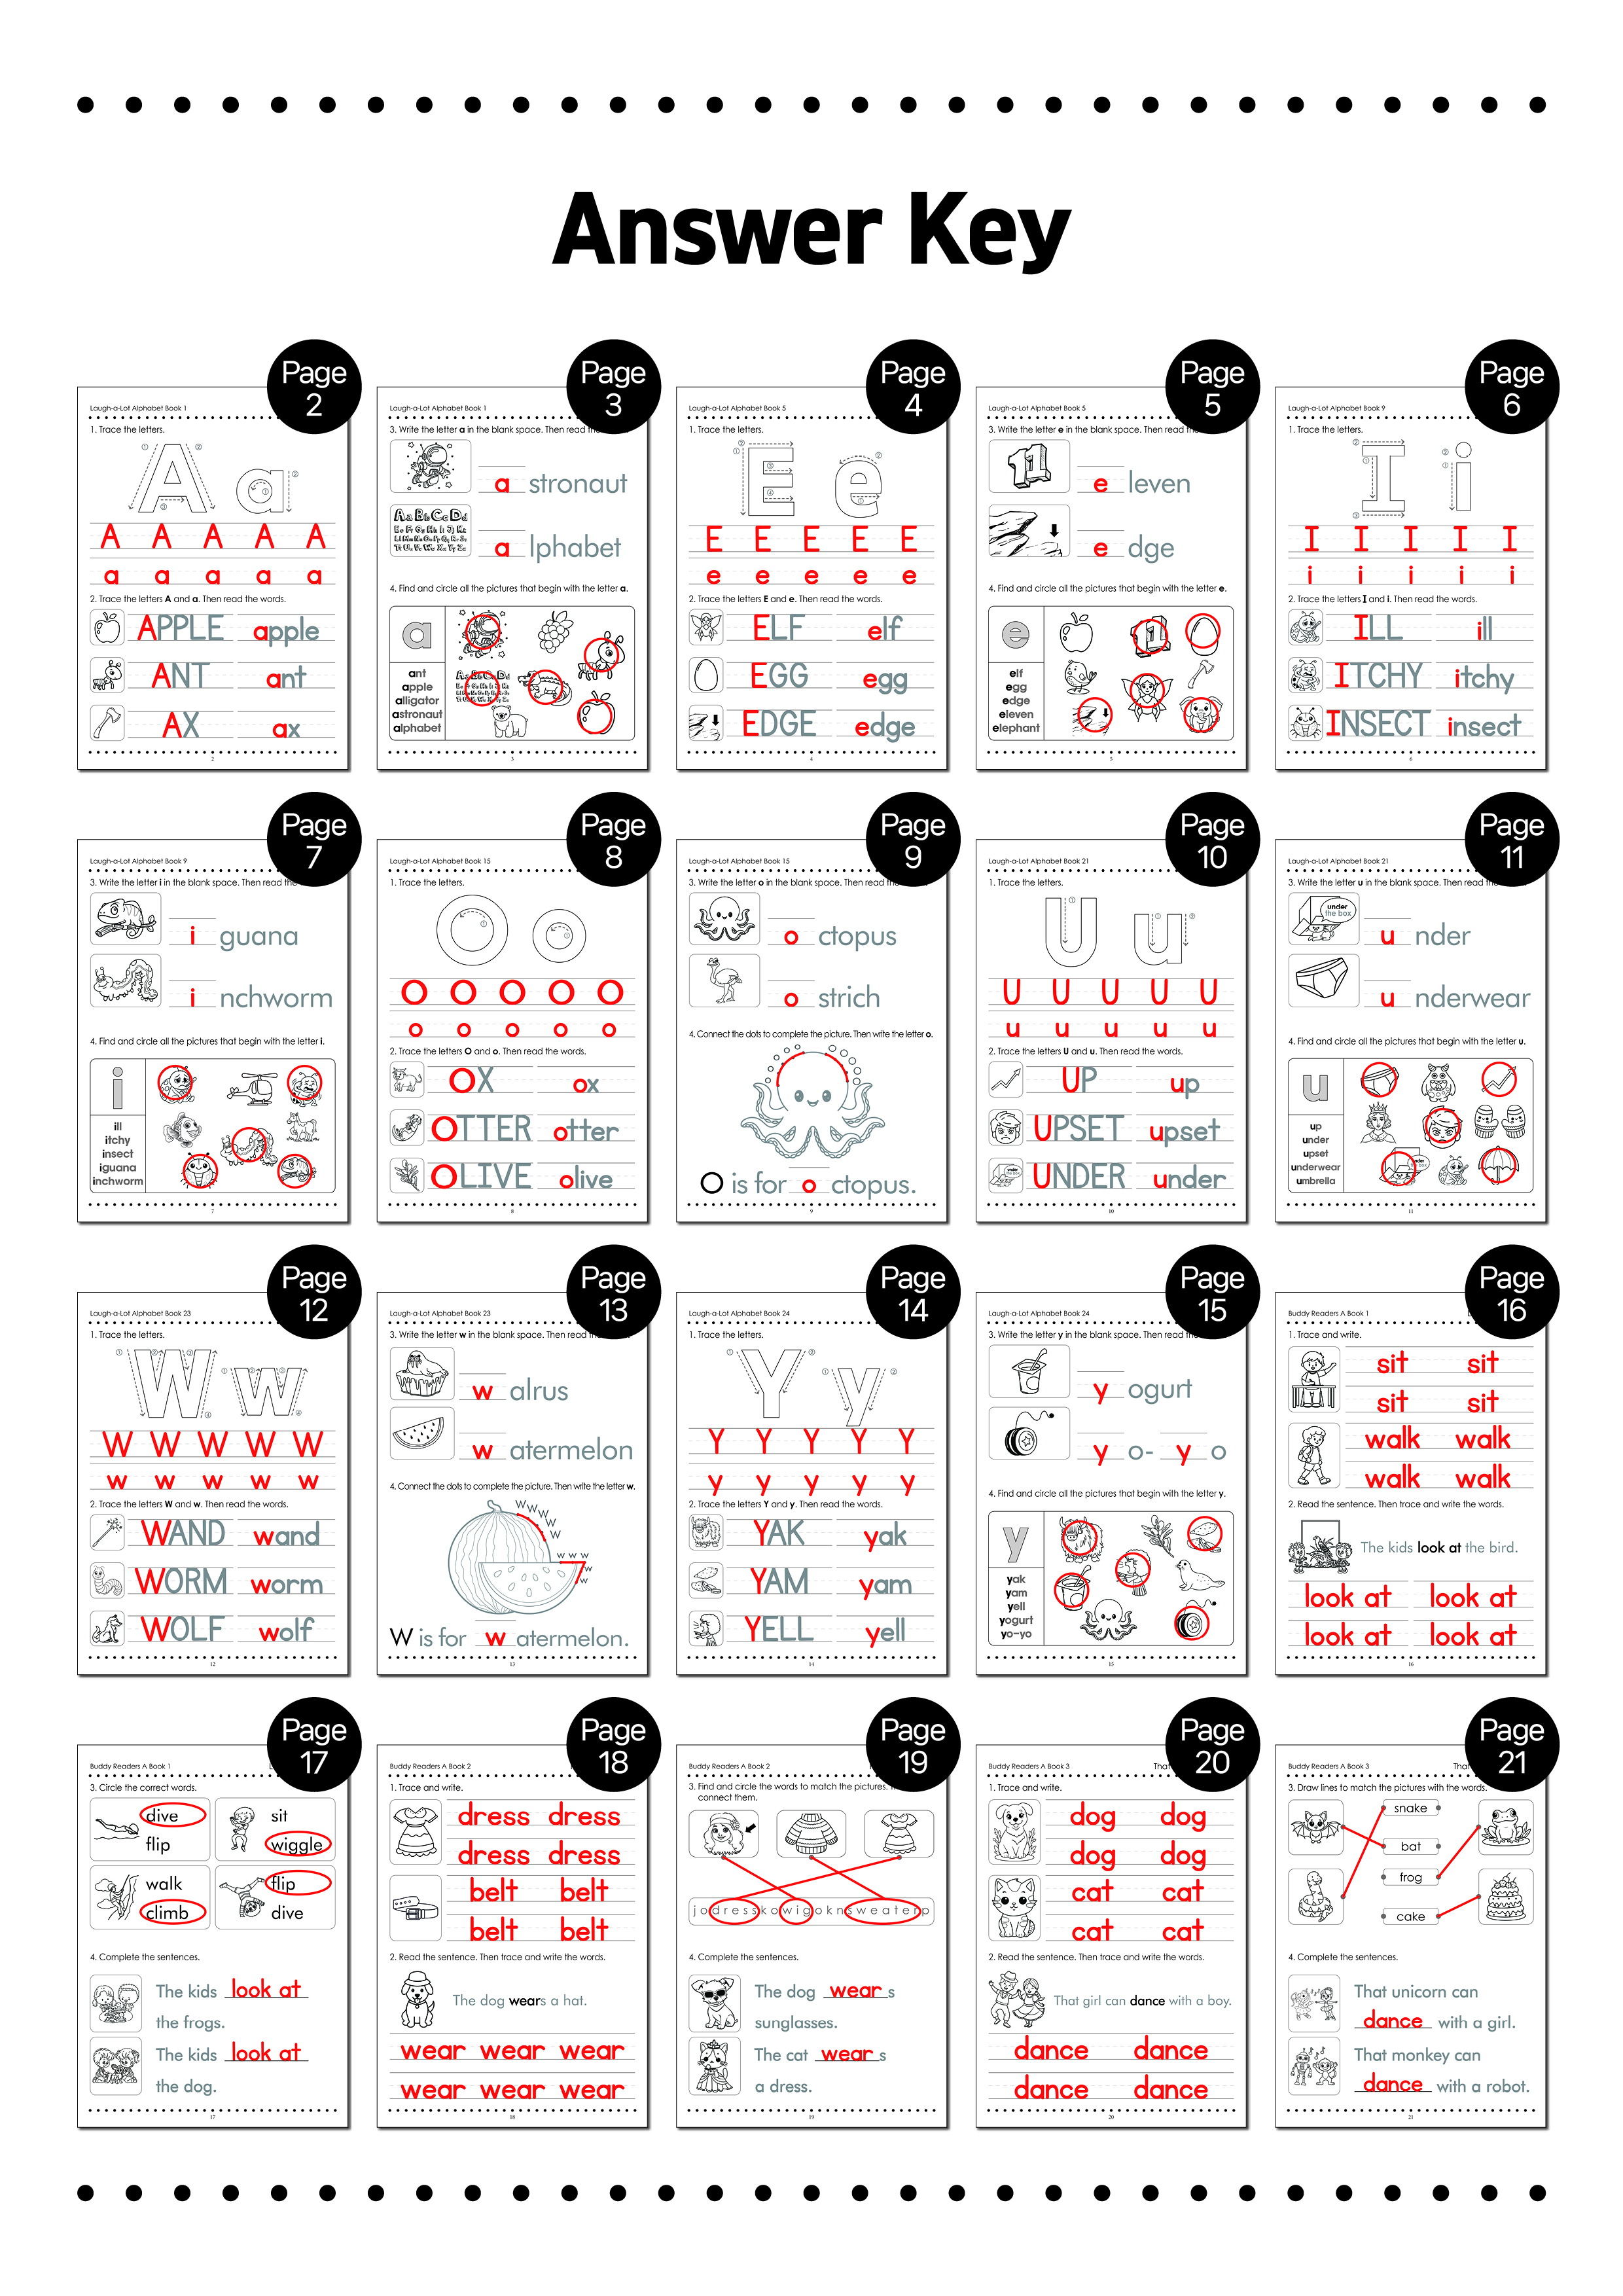 Answer Key
Page
2
Laugh-a-Lot Alphabet Book 1
1. Trace the letters.
A a
A A A A A
a a a a a
2. Trace the letters A and a. Then read the words.
APPLE apple
ANT ant
AX ax
2
Page
3
Laugh-a-Lot Alphabet Book 1
3. Write the letter a in the blank space. Then read
a stronaut
a lphabet
4. Find and circle all the pictures that begin with the letter a.
a
ant
apple
alligator
astronaut
alphabet
3
Page
4
Laugh-a-Lot Alphabet Book 5
1. Trace the letters.
E e
E E E E E
e e e e e
2. Trace the letters E and e. Then read the words.
ELF elf
EGG egg
EDGE edge
4
Page
5
Laugh-a-Lot Alphabet Book 5
3. Write the letter e in the blank space. Then read
11
e leven
e dge
4. Find and circle all the pictures that begin with the letter e.
e
elf
egg
edge
eleven
elephant
5
Page
6
Laugh-a-Lot Alphabet Book 9
1. Trace the letters.
I i
I I I I I
i i i i i
2. Trace the letters I and i. Then read the words.
ILL ill
ITCHY itchy
INSECT insect
6
Page
7
Laugh-a-Lot Alphabet Book 9
3. Write the letter i in the blank space. Then read
i guana
i nchworm
4. Find and circle all the pictures that begin with the letter i.
i
ill
itchy
insect
iguana
inchworm
7
Page
8
Laugh-a-Lot Alphabet Book 15
1. Trace the letters.
O o
O O O O O
o o o o o
2. Trace the letters O and o. Then read the words.
OX ox
OTTER otter
OLIVE olive
8
Page
9
Laugh-a-Lot Alphabet Book 15
3. Write the letter o in the blank space. Then read
o ctopus
o strich
4. Connect the dots to complete the picture. Then write the letter o.
O is for o ctopus.
9
Page
10
Laugh-a-Lot Alphabet Book 21
1. Trace the letters.
U u
U U U U U
u u u u u
2. Trace the letters U and u. Then read the words.
UP up
UPSET upset
UNDER under
10
Page
11
Laugh-a-Lot Alphabet Book 21
3. Write the letter u in the blank space. Then read
under
the box
u nder
u nderwear
4. Find and circle all the pictures that begin with the letter u.
u
up
under
upset
underwear
umbrella
11
Page
12
Laugh-a-Lot Alphabet Book 23
1. Trace the letters.
W w
W W W W W
w w w w w
2. Trace the letters W and w. Then read the words.
WAND wand
WORM worm
WOLF wolf
12
Page
13
Laugh-a-Lot Alphabet Book 23
3. Write the letter w in the blank space. Then read
w alrus
w atermelon
4. Connect the dots to complete the picture. Then write the letter w.
W is for w atermelon.
13
Page
14
Laugh-a-Lot Alphabet Book 24
1. Trace the letters.
Y y
Y Y Y Y Y
y y y y y
2. Trace the letters Y and y. Then read the words.
YAK yak
YAM yam
YELL yell
14
Page
15
Laugh-a-Lot Alphabet Book 24
3. Write the letter y in the blank space. Then read
y ogurt
y o- y o
4. Find and circle all the pictures that begin with the letter y.
y
yak
yam
yell
yogurt
yo-yo
15
Page
16
Buddy Readers A Book 1
1. Trace and write.
sit sit
sit sit
walk walk
walk walk
2. Read the sentence. Then trace and write the words.
The kids look at the bird.
look at look at
look at look at
16
Page
17
Buddy Readers A Book 1
3. Circle the correct words.
dive
flip
sit
wiggle
walk
climb
flip
dive
4. Complete the sentences.
The kids look at
the frogs.
The kids look at
the dog.
17
Page
18
Buddy Readers A Book 2
1. Trace and write.
dress dress
dress dress
belt belt
belt belt
2. Read the sentence. Then trace and write the words.
The dog wears a hat.
wear wear wear
wear wear wear
18
Page
19
Buddy Readers A Book 2
3. Find and circle the words to match the pictures.
connect them.
jodresskowigoknsweaterp
4. Complete the sentences.
The dog wear s
sunglasses.
The cat wear s
a dress.
19
Page
20
Buddy Readers A Book 3 That
1. Trace and write.
dog dog
dog dog
cat cat
cat cat
2. Read the sentence. Then trace and write the words.
That girl can dance with a boy.
dance dance
dance dance
20
Page
21
Buddy Readers A Book 3 That
3. Draw lines to match the pictures with the words.
snake
bat
frog
cake
4. Complete the sentences.
That unicorn can
dance with a girl.
That monkey can
dance with a robot.
21